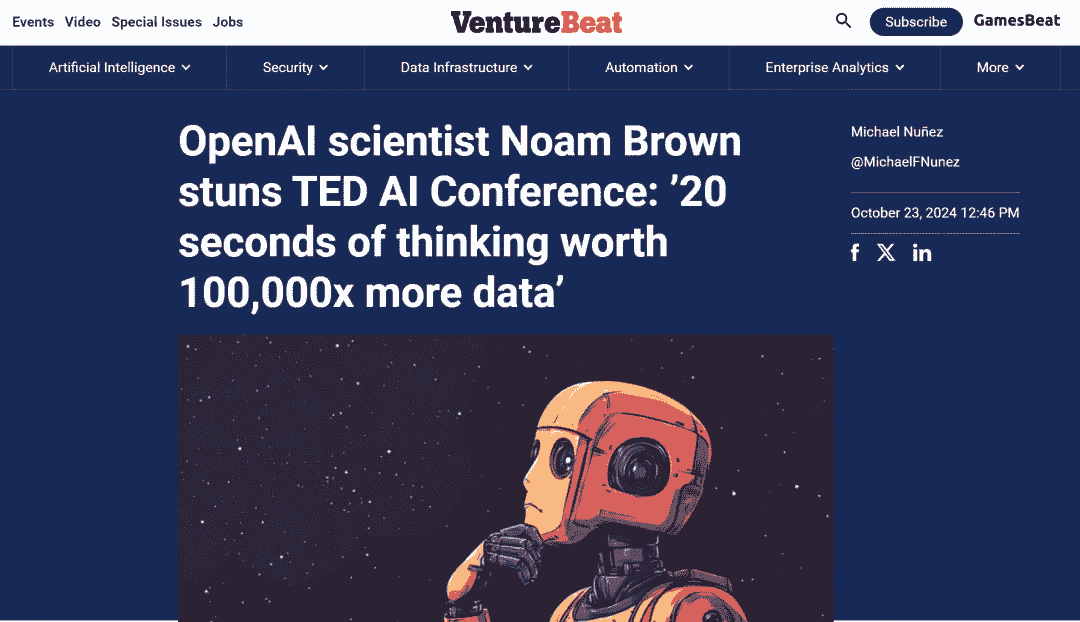 Events Video Special Issues Jobs
VentureBeat
Subscribe
GamesBeat
Artificial Intelligence
Security
Data Infrastructure
Automation
Enterprise Analytics
More
OpenAI scientist Noam Brown
stuns TED AI Conference: ’20
seconds of thinking worth
100,000x more data’
Michael Nuñez
@MichaelFNunez
October 23, 2024 12:46 PM